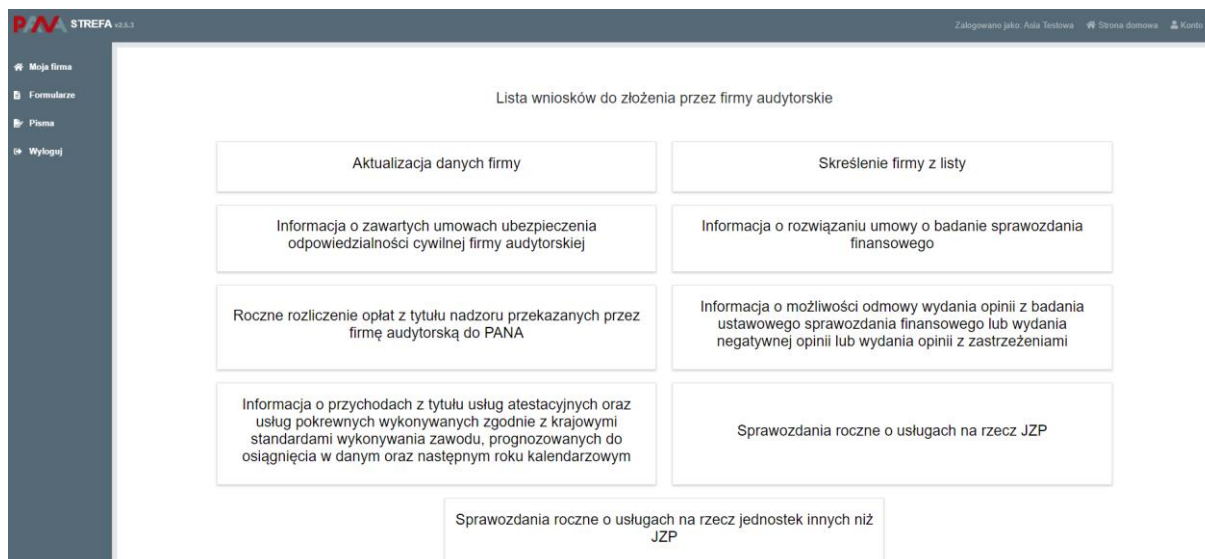 PANA STREFA v2.5.3
Zalogowano jako: Asia Testowa Strona domowa Konto
Moja firma
Formularze
Pisma
Wyloguj
Lista wniosków do złożenia przez firmy audytorskie
Aktualizacja danych firmy
Skreślenie firmy z listy
Informacja o zawartych umowach ubezpieczenia
odpowiedzialności cywilnej firmy audytorskiej
Informacja o rozwiązaniu umowy o badanie sprawozdania
finansowego
Roczne rozliczenie opłat z tytułu nadzoru przekazanych przez
firmę audytorską do PANA
Informacja o możliwości odmowy wydania opinii z badania
ustawowego sprawozdania finansowego lub wydania
negatywnej opinii lub wydania opinii z zastrzeżeniami
Informacja o przychodach z tytułu usług atestacyjnych oraz
usług pokrewnych wykonywanych zgodnie z krajowymi
standardami wykonywania zawodu, prognozowanych do
osiągnięcia w danym oraz następnym roku kalendarzowym
Sprawozdania roczne o usługach na rzecz JZP
Sprawozdania roczne o usługach na rzecz jednostek innych niż
JZP